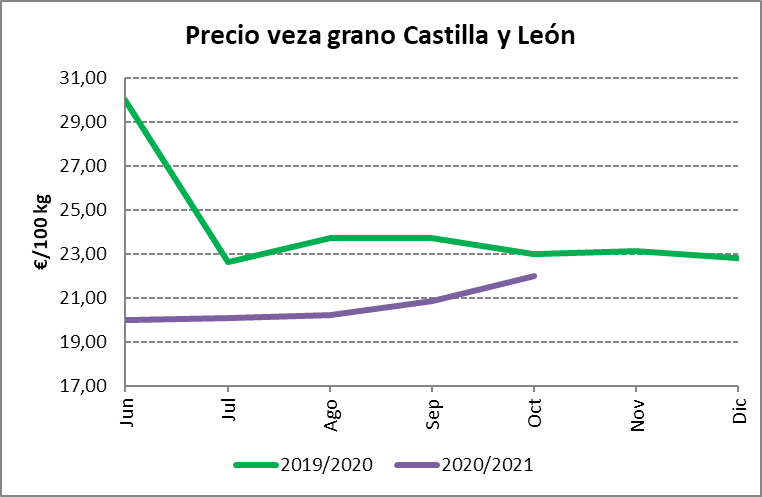 Precio veza grano Castilla y León
€/100 kg
31,00
29,00
27,00
25,00
23,00
21,00
19,00
17,00
Jun
Jul
Ago
Sep
Oct
Nov
Dic
2019/2020
2020/2021